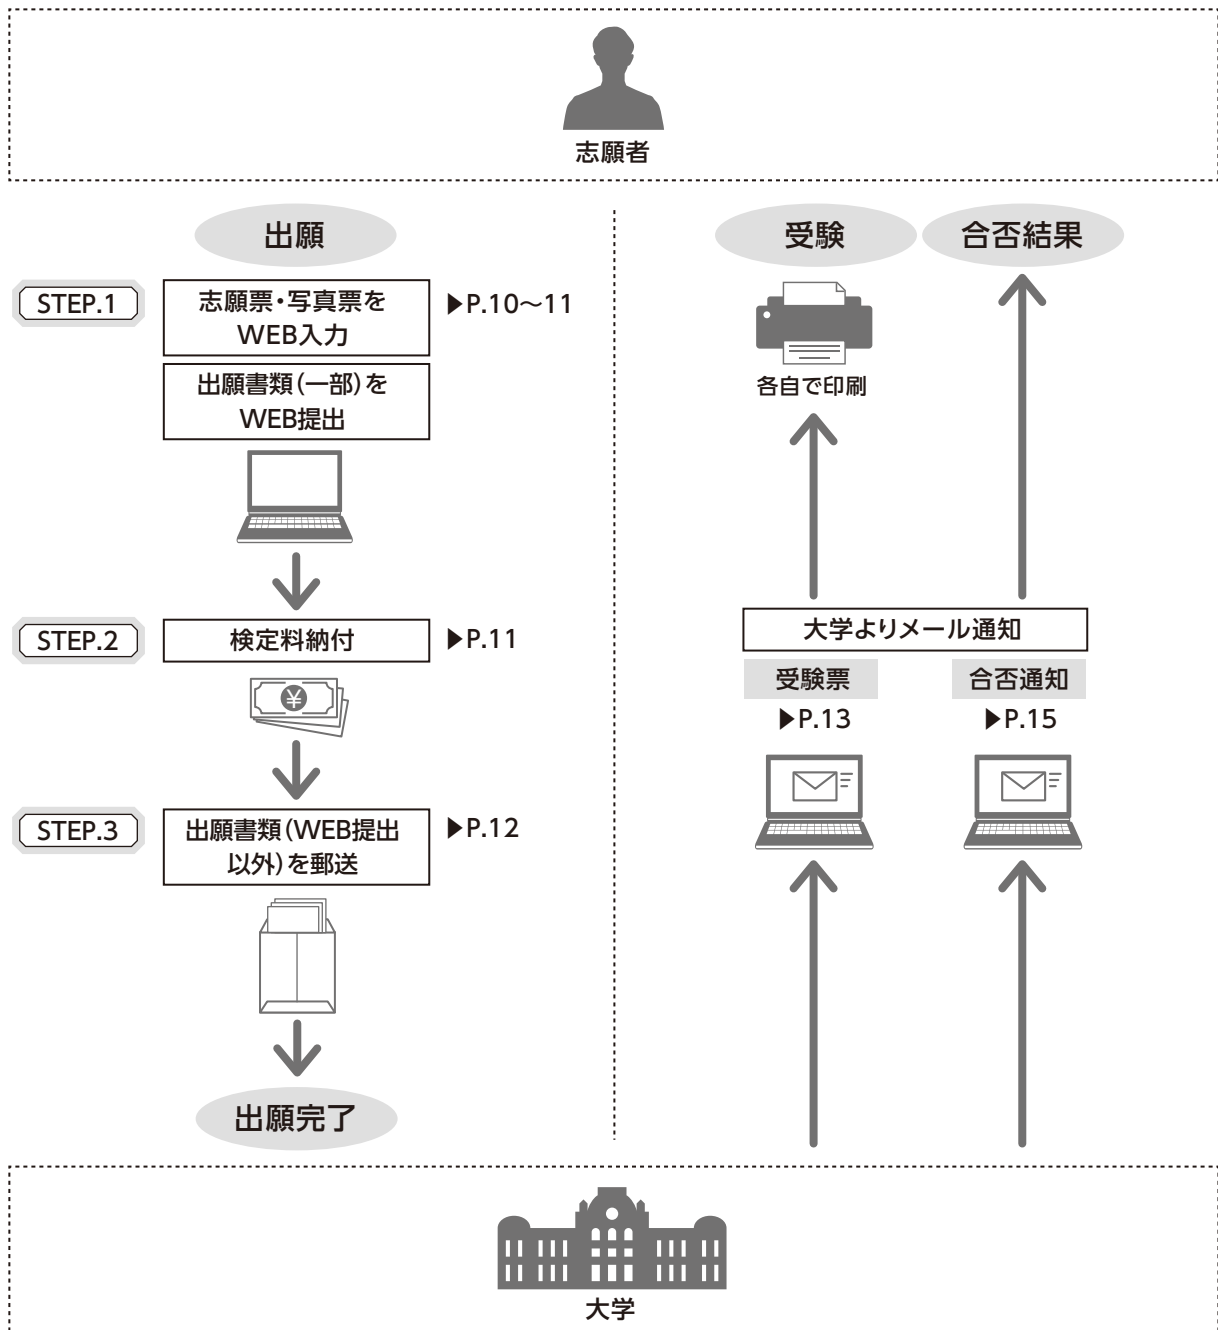 志願者
出願
STEP.1
志願票・写真票を
WEB入力
▶P.10〜11
出願書類(一部)を
WEB提出
STEP.2
検定料納付
▶P.11
¥
STEP.3
出願書類(WEB提出
以外)を郵送
▶P.12
出願完了
受験
合否結果
各自で印刷
大学よりメール通知
受験票
合否通知
▶P.13
▶P.15
大学